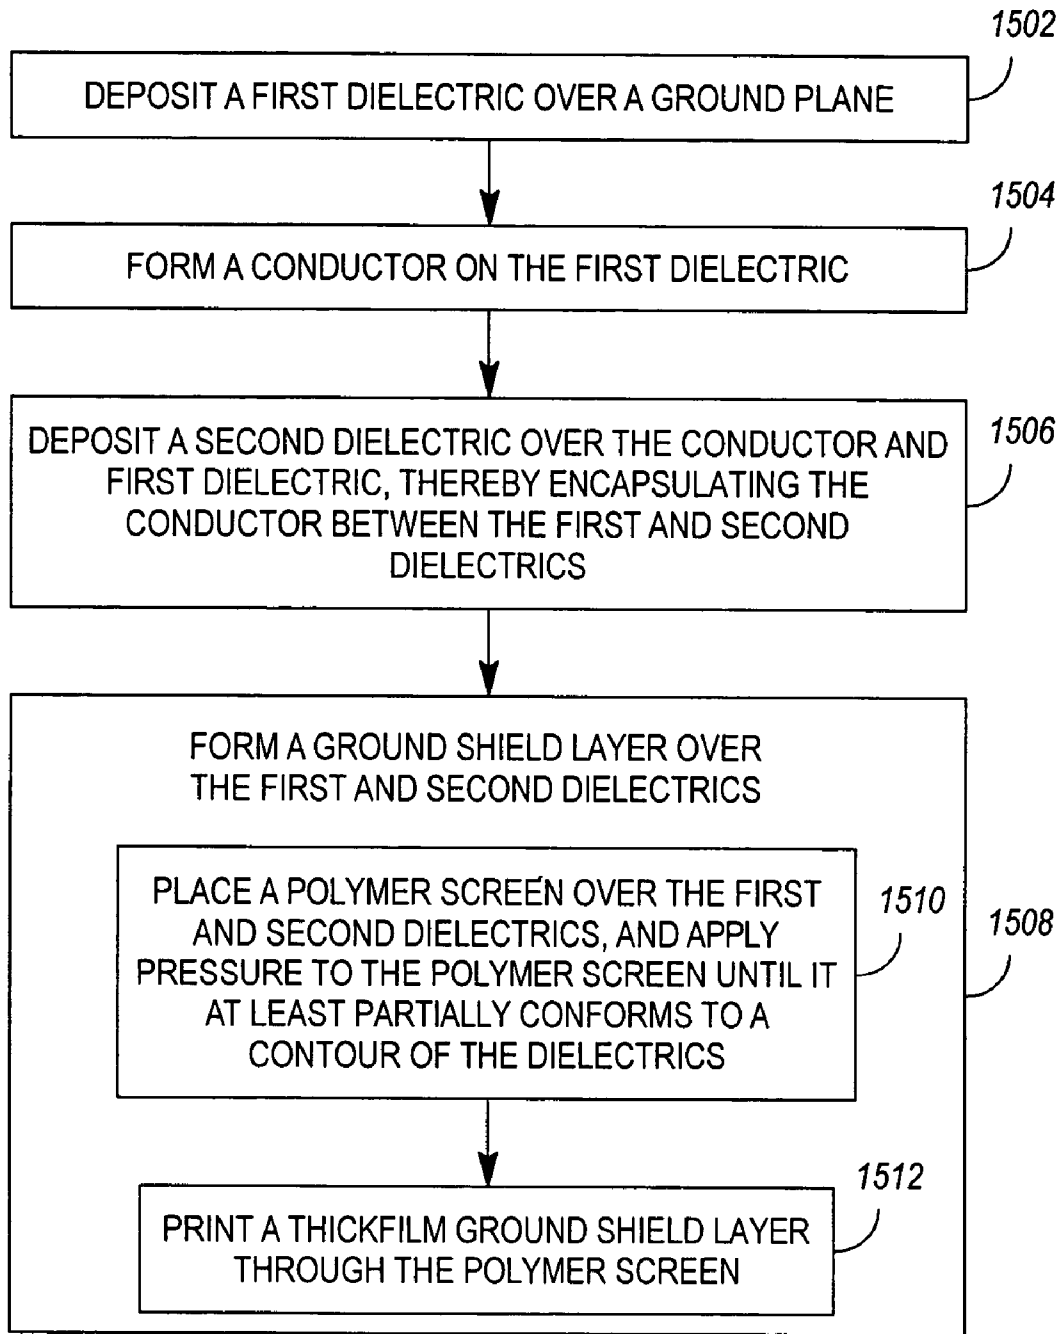 1502
DEPOSIT A FIRST DIELECTRIC OVER A GROUND PLANE
1504
FORM A CONDUCTOR ON THE FIRST DIELECTRIC
1506
DEPOSIT A SECOND DIELECTRIC OVER THE CONDUCTOR AND
FIRST DIELECTRIC, THEREBY ENCAPSULATING THE
CONDUCTOR BETWEEN THE FIRST AND SECOND
DIELECTRICS
FORM A GROUND SHIELD LAYER OVER
THE FIRST AND SECOND DIELECTRICS
1508
PLACE A POLYMER SCREEN OVER THE FIRST
AND SECOND DIELECTRICS, AND APPLY
PRESSURE TO THE POLYMER SCREEN UNTIL IT
AT LEAST PARTIALLY CONFORMS TO A
CONTOUR OF THE DIELECTRICS
1510
1512
PRINT A THICKFILM GROUND SHIELD LAYER
THROUGH THE POLYMER SCREEN